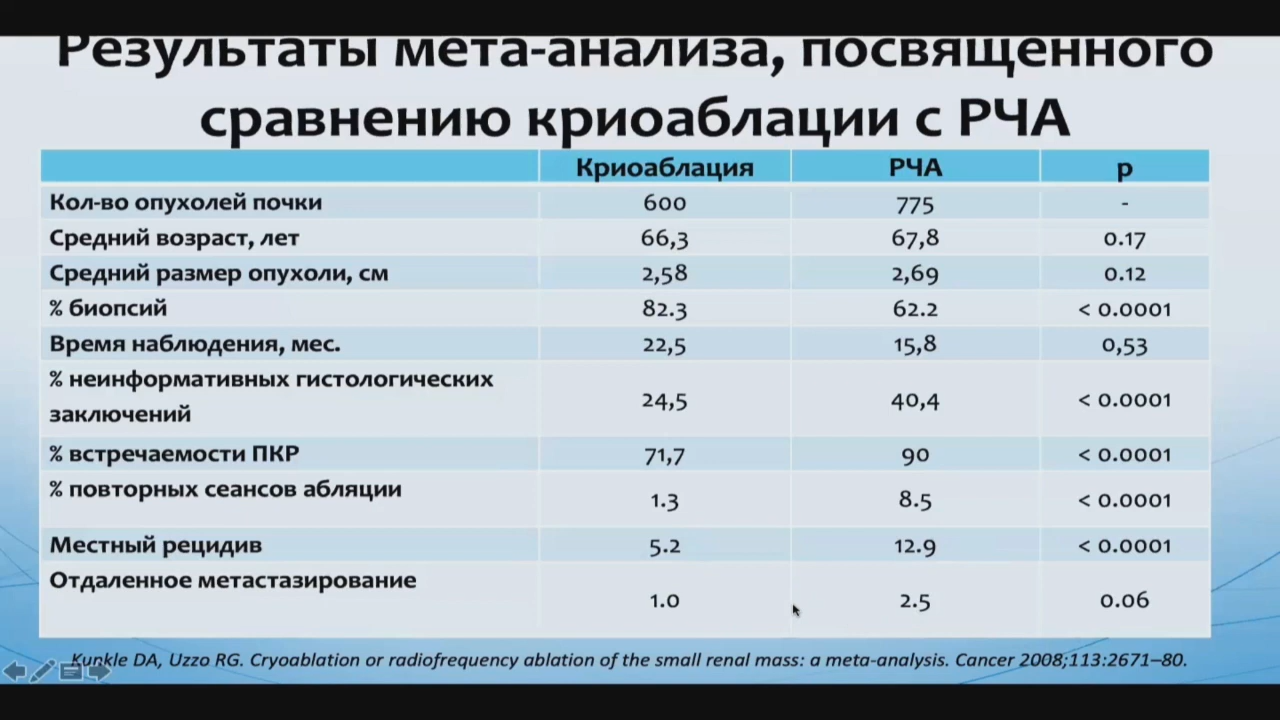 Результаты мета-анализа, посвященного
сравнению криоаблации с РЧА
Криоаблация РЧА p
Кол-во опухолей почки 600 775 -
Средний возраст, лет 66,3 67,8 0.17
Средний размер опухоли, см 2,58 2,69 0.12
% биопсий 82.3 62.2 < 0.0001
Время наблюдения, мес. 22,5 15,8 0,53
% неинформативных гистологических
заключений 24,5 40,4 < 0.0001
% встречаемости ПКР 71,7 90 < 0.0001
% повторных сеансов абляции 1.3 8.5 < 0.0001
Местный рецидив 5.2 12.9 < 0.0001
Отдаленное метастазирование 1.0 2.5 0.06
Kunkle DA, Uzzo RG. Cryoablation or radiofrequency ablation of the small renal mass: a meta-analysis. Cancer 2008;113:2671–80.